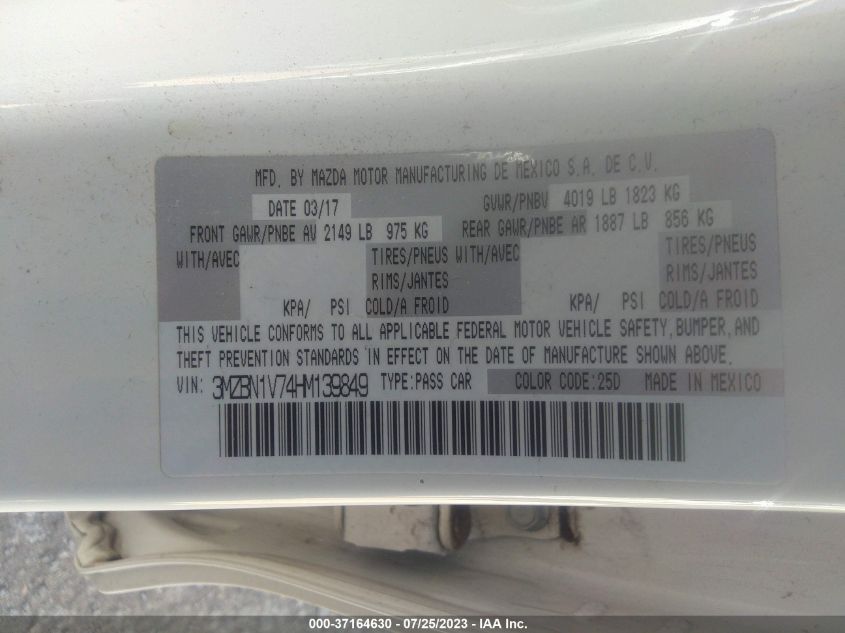 MFD. BY MAZDA MOTOR MANUFACTURING DE MEXICO S.A. DE C.V.
DATE 03/17 GVWR/PNBV 4019 LB 1823 KG
FRONT GAWR/PNBE AV 2149 LB 975 KG REAR GAWR/PNBE AR 1887 LB 856 KG
WITH/AVEC TIRES/PNEUS WITH/AVEC TIRES/PNEUS
RIMS/JANTES RIMS/JANTES
KPA/ PSI COLD/A FROID KPA/ PSI COLD/A FROID
THIS VEHICLE CONFORMS TO ALL APPLICABLE FEDERAL MOTOR VEHICLE SAFETY, BUMPER, AND
THEFT PREVENTION STANDARDS IN EFFECT ON THE DATE OF MANUFACTURE SHOWN ABOVE.
VIN: 3MZBN1V74HM139849 TYPE:PASS CAR COLOR CODE:25D MADE IN MEXICO
000-37164630 - 07/25/2023 - IAA Inc.